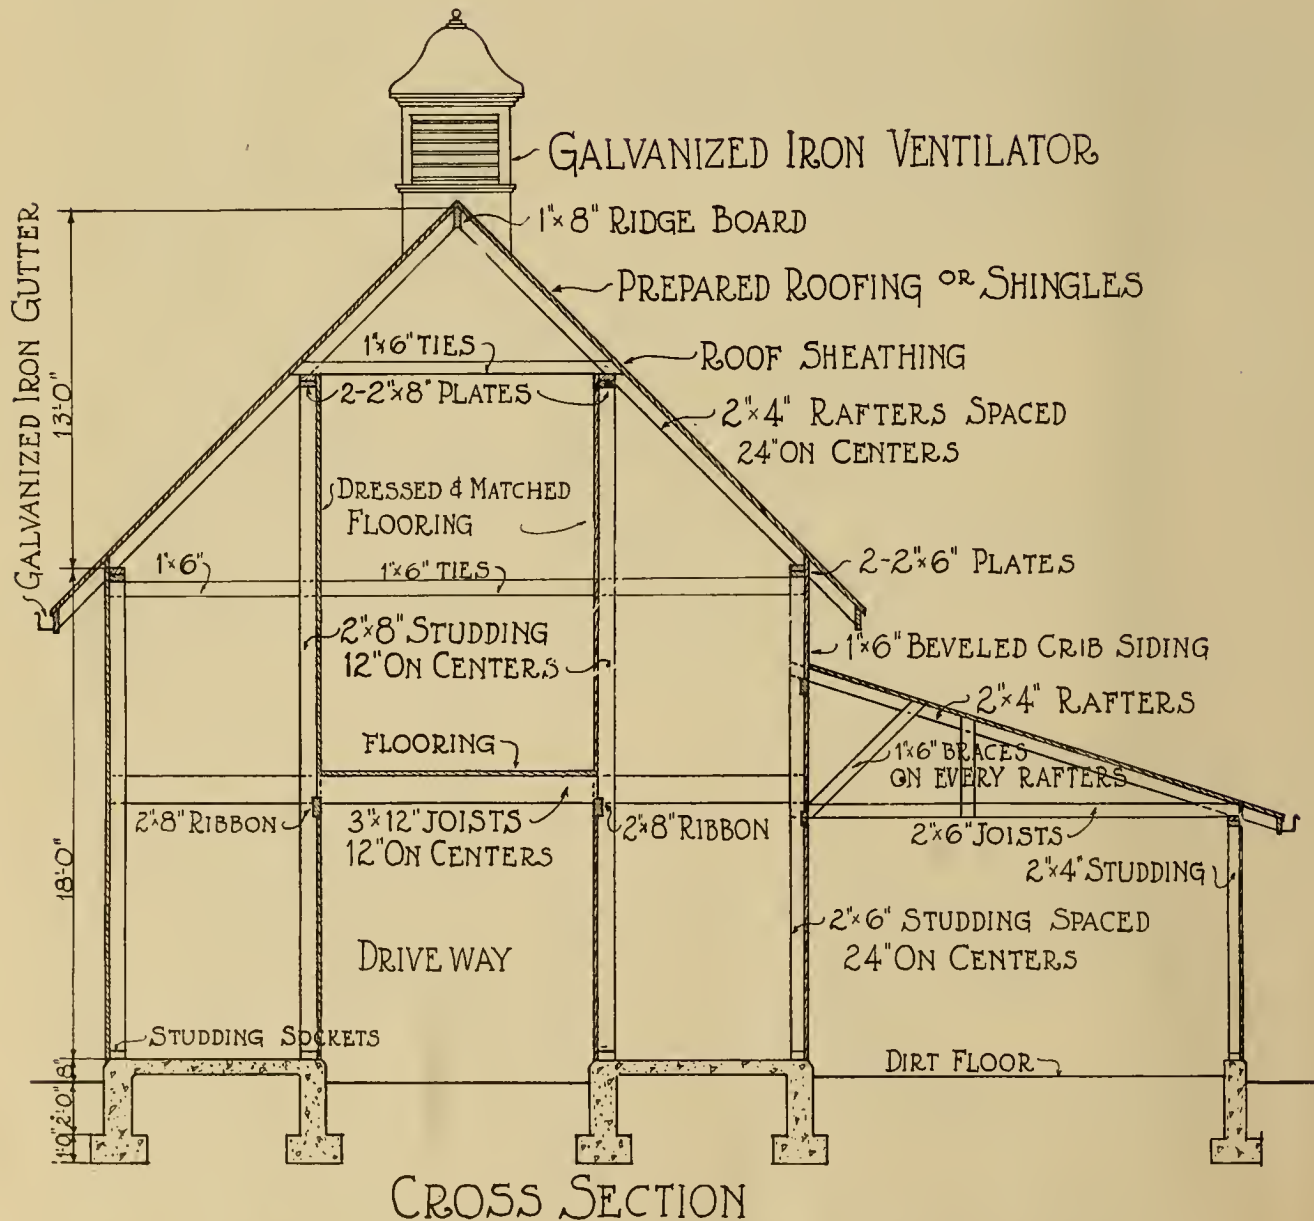 GALVANIZED IRON VENTILATOR
1"×8" RIDGE BOARD
PREPARED ROOFING OR SHINGLES
1"×6" TIES
ROOF SHEATHING
2-2"×8" PLATES
2"×4" RAFTERS SPACED
24" ON CENTERS
GALVANIZED IRON GUTTER
13'-0"
DRESSED & MATCHED
FLOORING
1"×6"
1"×6" TIES
2-2"×6" PLATES
2"×8" STUDDING
12" ON CENTERS
1"×6" BEVELED CRIB SIDING
2"×4" RAFTERS
FLOORING
1"×6" BRACES
ON EVERY RAFTERS
2"×8" RIBBON
3"×12" JOISTS
12" ON CENTERS
2"×8" RIBBON
2"×6" JOISTS
2"×4" STUDDING
18'-0"
2"×6" STUDDING SPACED
24" ON CENTERS
DRIVE WAY
STUDDING SOCKETS
DIRT FLOOR
8"
2'-0"
1'-0"
CROSS SECTION